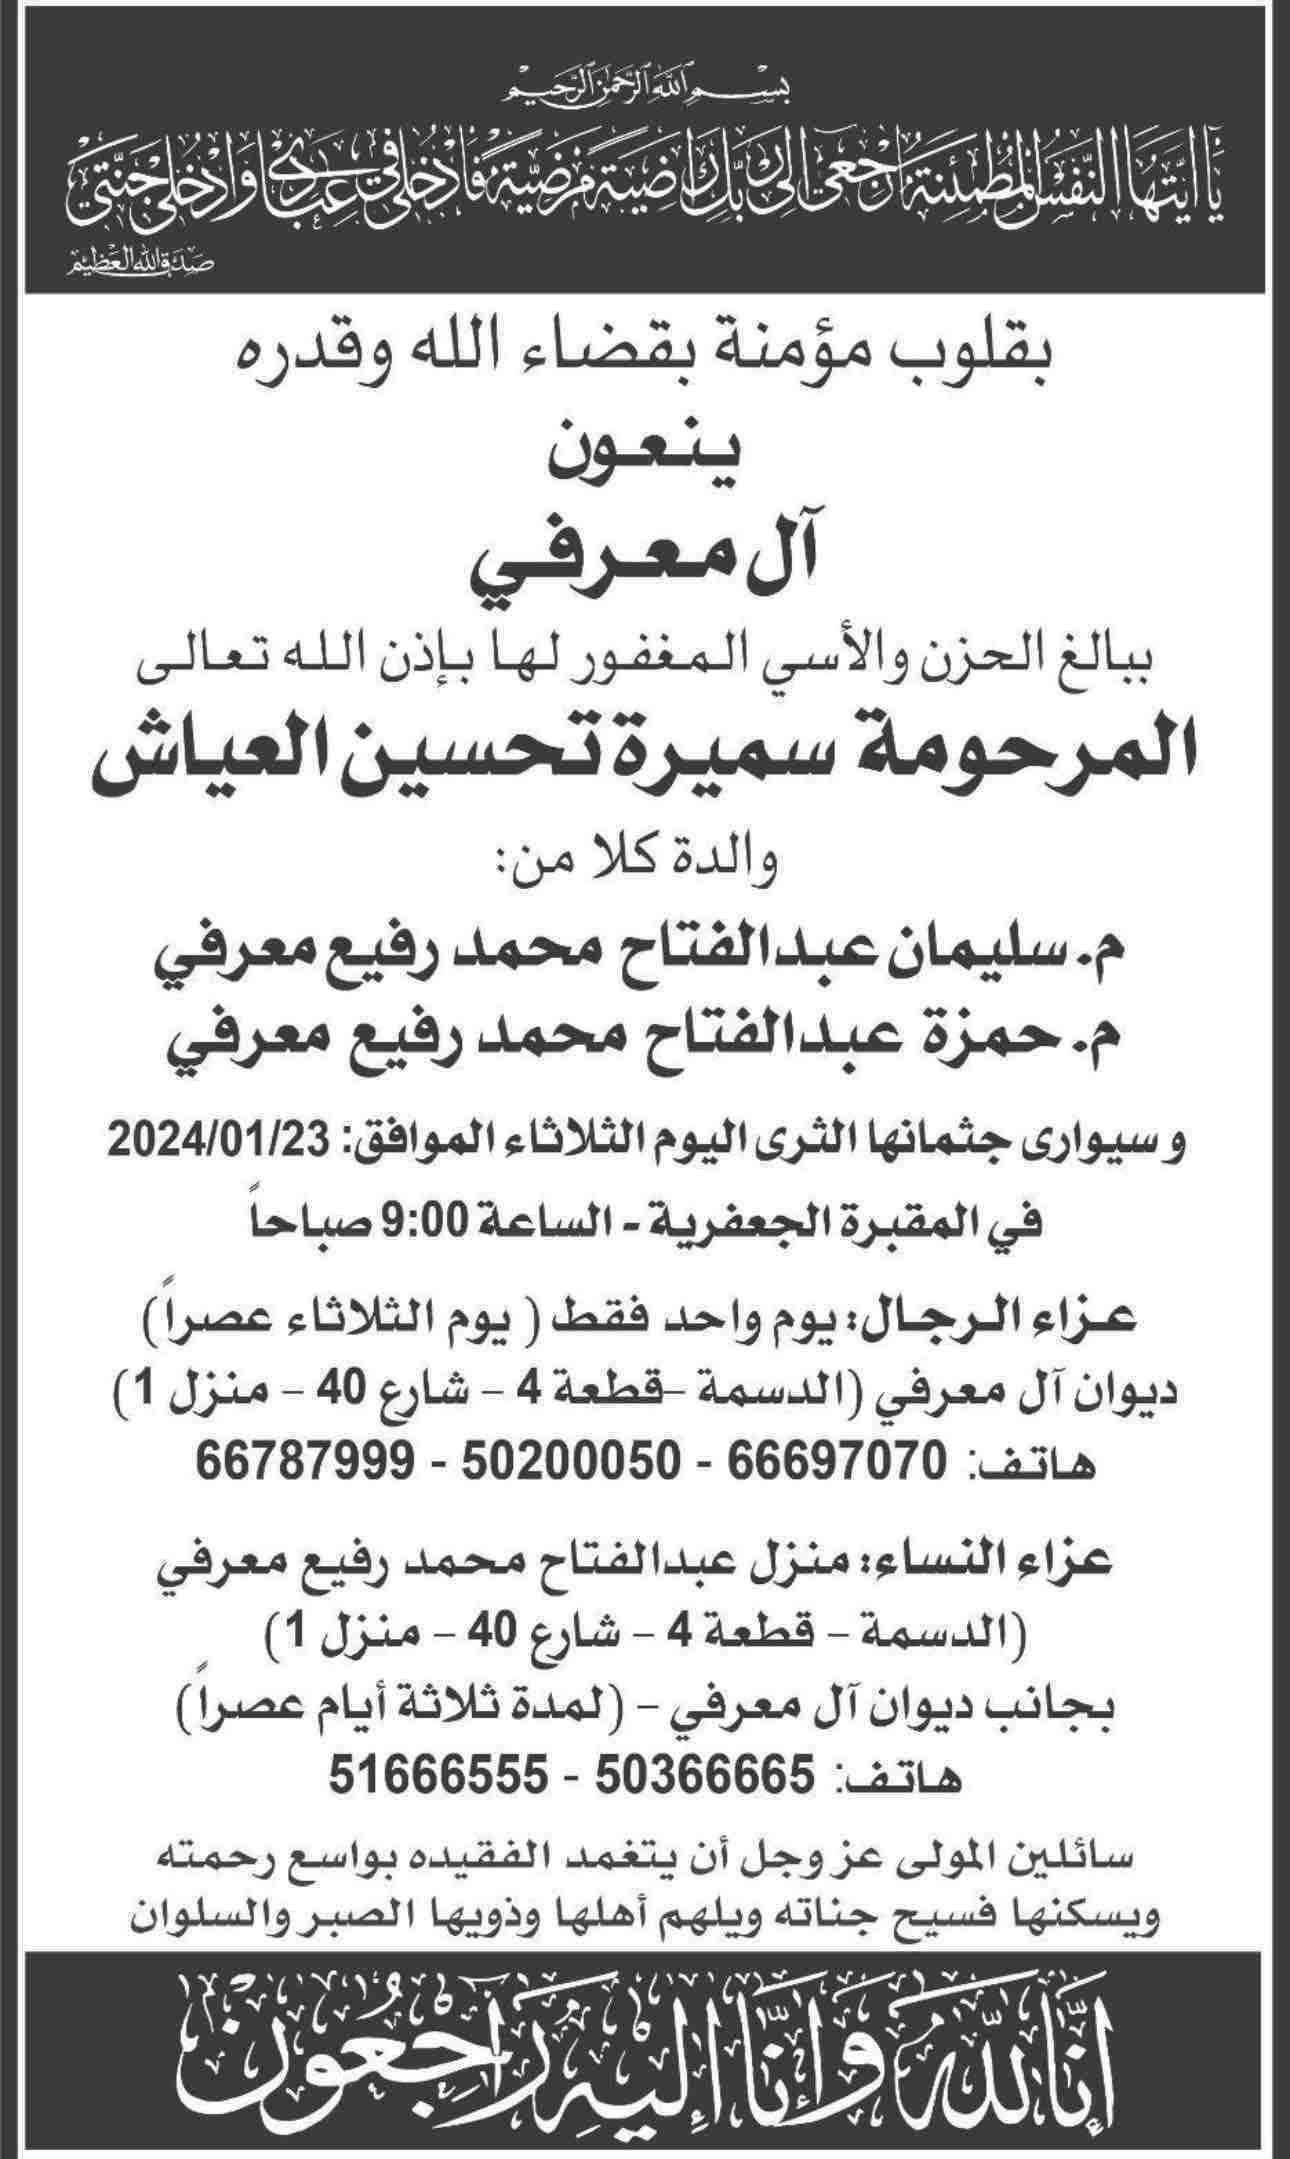 بسم الله الرحمن الرحيم
يا أيتها النفس المطمئنة ارجعي إلى ربك راضية مرضية فادخلي في عبادي وادخلي جنتي
صدق الله العظيم
بقلوب مؤمنة بقضاء الله وقدره
ينعون
آل معرفي
ببالغ الحزن والأسي المغفور لها بإذن الله تعالى
المرحومة سميرة تحسين العياش
والدة كلا من:
م. سليمان عبدالفتاح محمد رفيع معرفي
م. حمزة عبدالفتاح محمد رفيع معرفي
و سيوارى جثمانها الثرى اليوم الثلاثاء الموافق: 2024/01/23
في المقبرة الجعفرية - الساعة 9:00 صباحاً
عزاء الرجال: يوم واحد فقط ( يوم الثلاثاء عصراً)
ديوان آل معرفي (الدسمة –قطعة 4 – شارع 40 – منزل 1)
هاتف: 66697070 - 50200050 - 66787999
عزاء النساء: منزل عبدالفتاح محمد رفيع معرفي
(الدسمة – قطعة 4 – شارع 40 – منزل 1)
بجانب ديوان آل معرفي – (لمدة ثلاثة أيام عصراً)
هاتف: 50366665 - 51666555
سائلين المولى عز وجل أن يتغمد الفقيده بواسع رحمته
ويسكنها فسيح جناته ويلهم أهلها وذويها الصبر والسلوان
إنا لله وإنا إليه راجعون